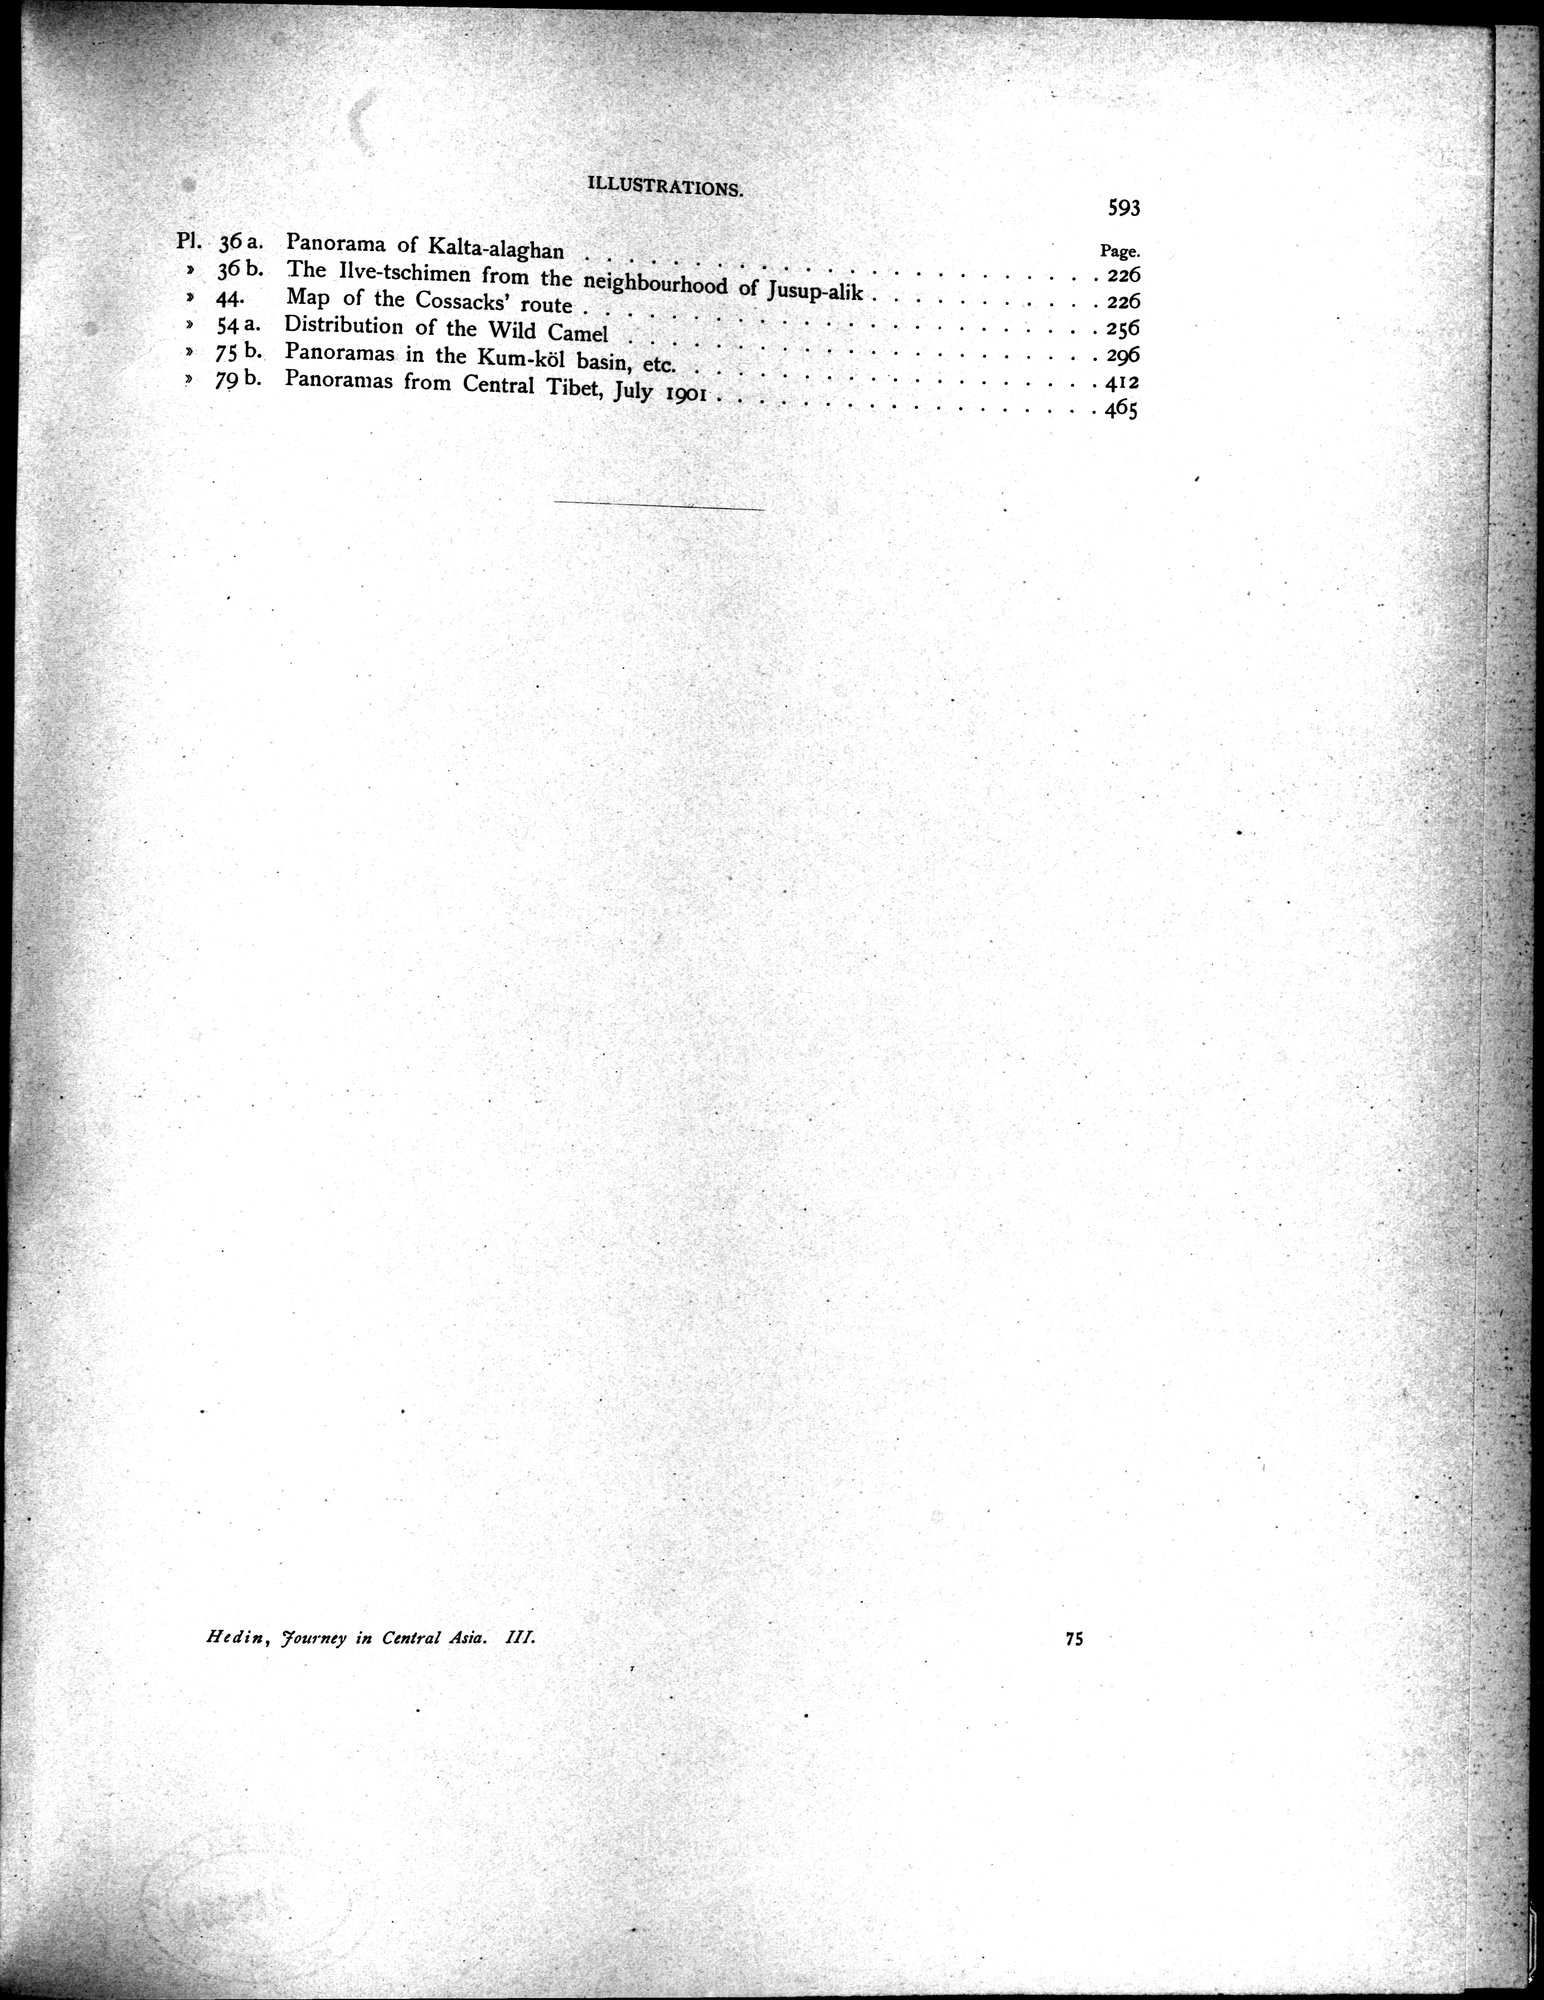 ILLUSTRATIONS.
593
Page.
Pl. 36 a. Panorama of Kalta-alaghan . . . . . . . . . . . . . . . . . . . . . . . . 226
» 36 b. The Ilve-tschimen from the neighbourhood of Jusup-alik . . . . . . . . . . . 226
» 44. Map of the Cossacks' route . . . . . . . . . . . . . . . . . . . . . . . . 256
» 54 a. Distribution of the Wild Camel . . . . . . . . . . . . . . . . . . . . . . 296
» 75 b. Panoramas in the Kum-köl basin, etc. . . . . . . . . . . . . . . . . . . . 412
» 79 b. Panoramas from Central Tibet, July 1901 . . . . . . . . . . . . . . . . . . 465
Hedin, Journey in Central Asia. III.
75